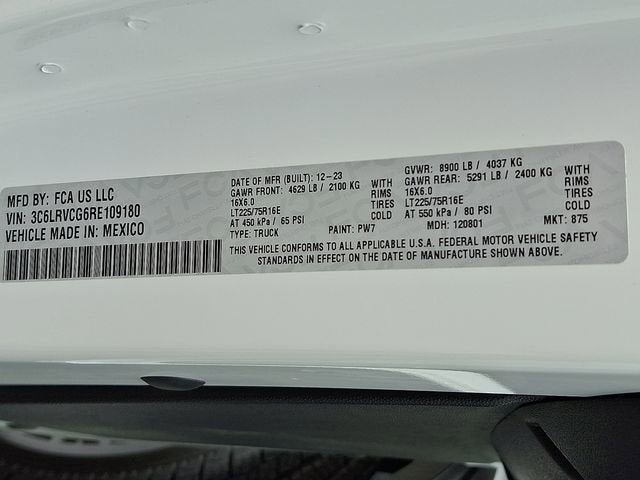 MFD BY: FCA US LLC
VIN: 3C6LRVCG6RE109180
VEHICLE MADE IN: MEXICO
DATE OF MFR (BUILT): 12-23
GAWR FRONT: 4629 LB / 2100 KG WITH
16X6.0 RIMS
LT225/75R16E TIRES
AT 450 kPa / 65 PSI COLD
TYPE: TRUCK PAINT: PW7
GVWR: 8900 LB / 4037 KG
GAWR REAR: 5291 LB / 2400 KG WITH
16X6.0 RIMS
LT225/75R16E TIRES
AT 550 kPa / 80 PSI COLD
MDH: 120801 MKT: 875
THIS VEHICLE CONFORMS TO ALL APPLICABLE U.S.A. FEDERAL MOTOR VEHICLE SAFETY
STANDARDS IN EFFECT ON THE DATE OF MANUFACTURE SHOWN ABOVE.